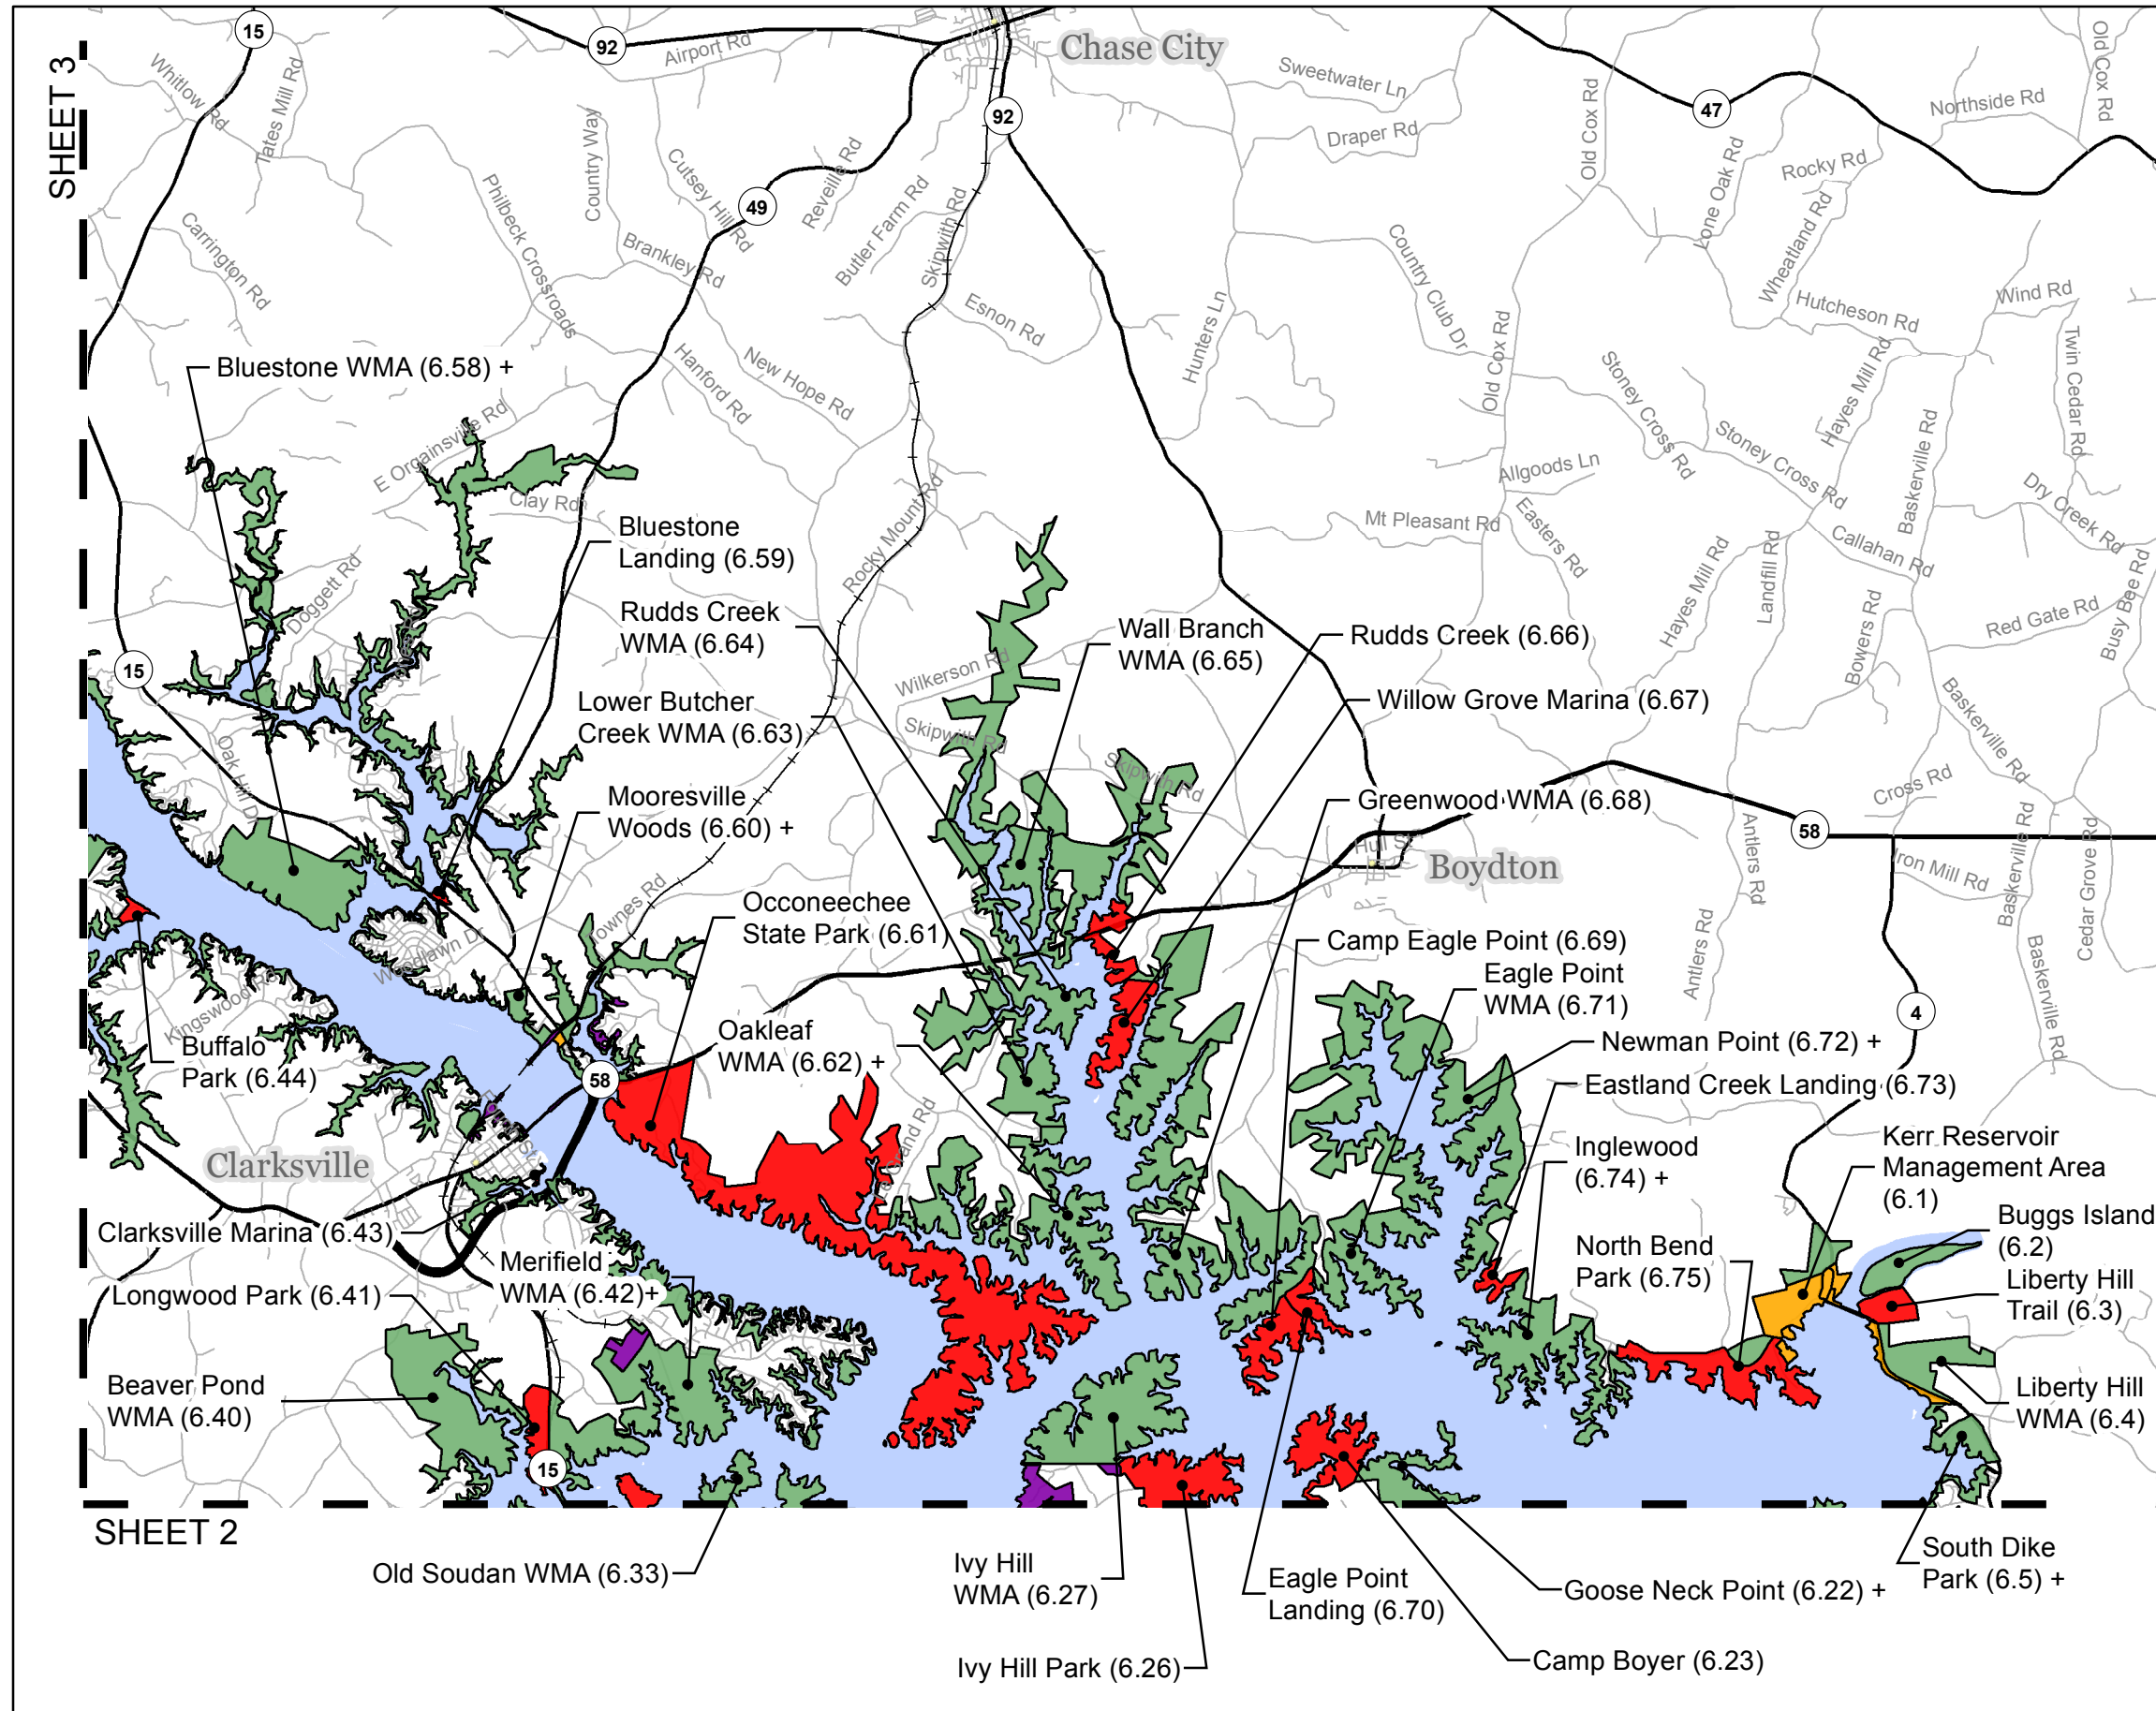 SHEET 3
15
92
Airport Rd
Chase City
Whitlow Rd
Tates Mill Rd
Sweetwater Ln
Draper Rd
Old Cox Rd
47
Northside Rd
Old Cox Rd
92
Country Way
Cutsey Hill Rd
49
Reveille Rd
Butler Farm Rd
Skipwith Rd
Lone Oak Rd
Rocky Rd
Wheatland Rd
Carrington Rd
Philbeck Crossroads
Brankley Rd
Esnon Rd
Hunters Ln
Country Club Dr
Old Cox Rd
Hutcheson Rd
Wind Rd
Twin Cedar Rd
Bluestone WMA (6.58) +
Hanford Rd
New Hope Rd
Stoney Cross Rd
Stoney Cross Rd
Hayes Mill Rd
Baskerville Rd
E Orgainsville Rd
Clay Rd
Allgoods Ln
Mt Pleasant Rd
Easters Rd
Dry Creek Rd
Callahan Rd
Landfill Rd
Hayes Mill Rd
Busy Bee Rd
Red Gate Rd
Bowers Rd
Rocky Mount Rd
Bluestone
Landing (6.59)
Doggett Rd
Rudds Creek
WMA (6.64)
Wall Branch
WMA (6.65)
Rudds Creek (6.66)
Wilkerson Rd
15
Lower Butcher
Creek WMA (6.63)
Willow Grove Marina (6.67)
Skipwith Rd
Skipwith Rd
Baskerville Rd
Oak Hill Dr
Mooresville
Woods (6.60) +
Greenwood WMA (6.68)
Cross Rd
58
Hull St
Boydton
Antlers Rd
Iron Mill Rd
Baskerville Rd
Cedar Grove Rd
Occoneechee
State Park (6.61)
Townes Rd
Woodlawn Dr
Camp Eagle Point (6.69)
Eagle Point
WMA (6.71)
Antlers Rd
Baskerville Rd
4
Kingswood Rd
Buffalo
Park (6.44)
Oakleaf
WMA (6.62) +
Newman Point (6.72) +
58
Eastland Creek Landing (6.73)
Clarksville
Inglewood
(6.74) +
Kerr Reservoir
Management Area
(6.1)
Clarksville Marina (6.43)
Buggs Island
(6.2)
North Bend
Park (6.75)
Merifield
WMA (6.42)+
Longwood Park (6.41)
Liberty Hill
Trail (6.3)
Beaver Pond
WMA (6.40)
Liberty Hill
WMA (6.4)
15
SHEET 2
Old Soudan WMA (6.33)
Ivy Hill
WMA (6.27)
Eagle Point
Landing (6.70)
Goose Neck Point (6.22) +
South Dike
Park (6.5) +
Ivy Hill Park (6.26)
Camp Boyer (6.23)